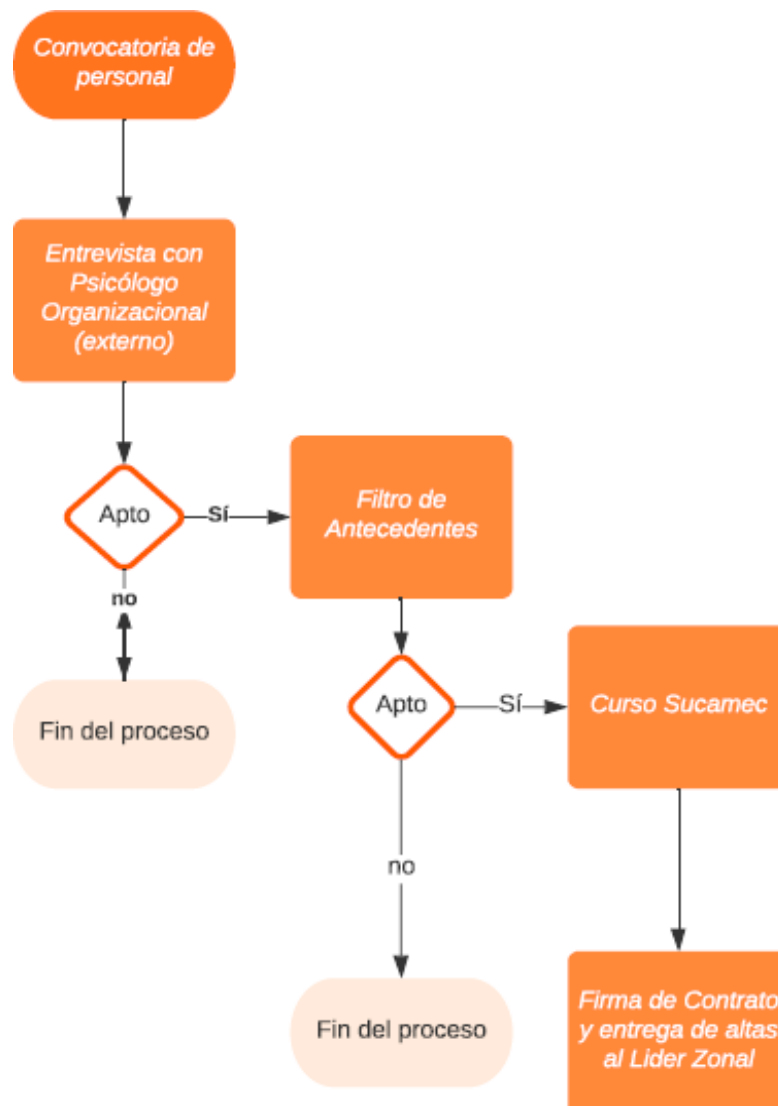 Convocatoria de
personal
Entrevista con
Psicólogo
Organizacional
(externo)
Apto
Sí
Filtro de
Antecedentes
no
Fin del proceso
Apto
Sí
Curso Sucamec
no
Fin del proceso
Firma de Contrato
y entrega de altas
al Lider Zonal